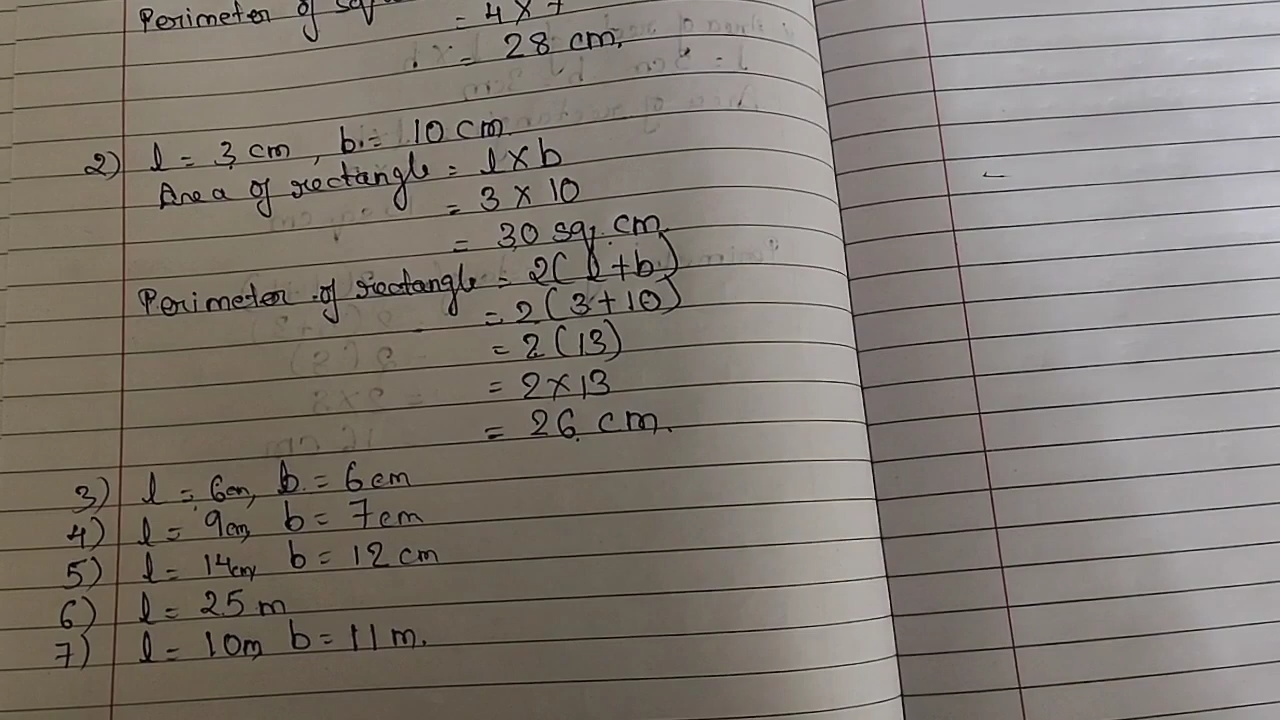 Perimeter of
= 4 × 7
= 28 cm.
2) l = 3 cm, b = 10 cm
Area of rectangle = l × b
= 3 × 10
= 30 sq. cm.
Perimeter of rectangle = 2(l + b)
= 2(3 + 10)
= 2(13)
= 2 × 13
= 26 cm.
3) l = 6cm, b = 6cm
4) l = 9cm, b = 7cm
5) l = 14cm, b = 12 cm
6) l = 25 m
7) l = 10m, b = 11 m.